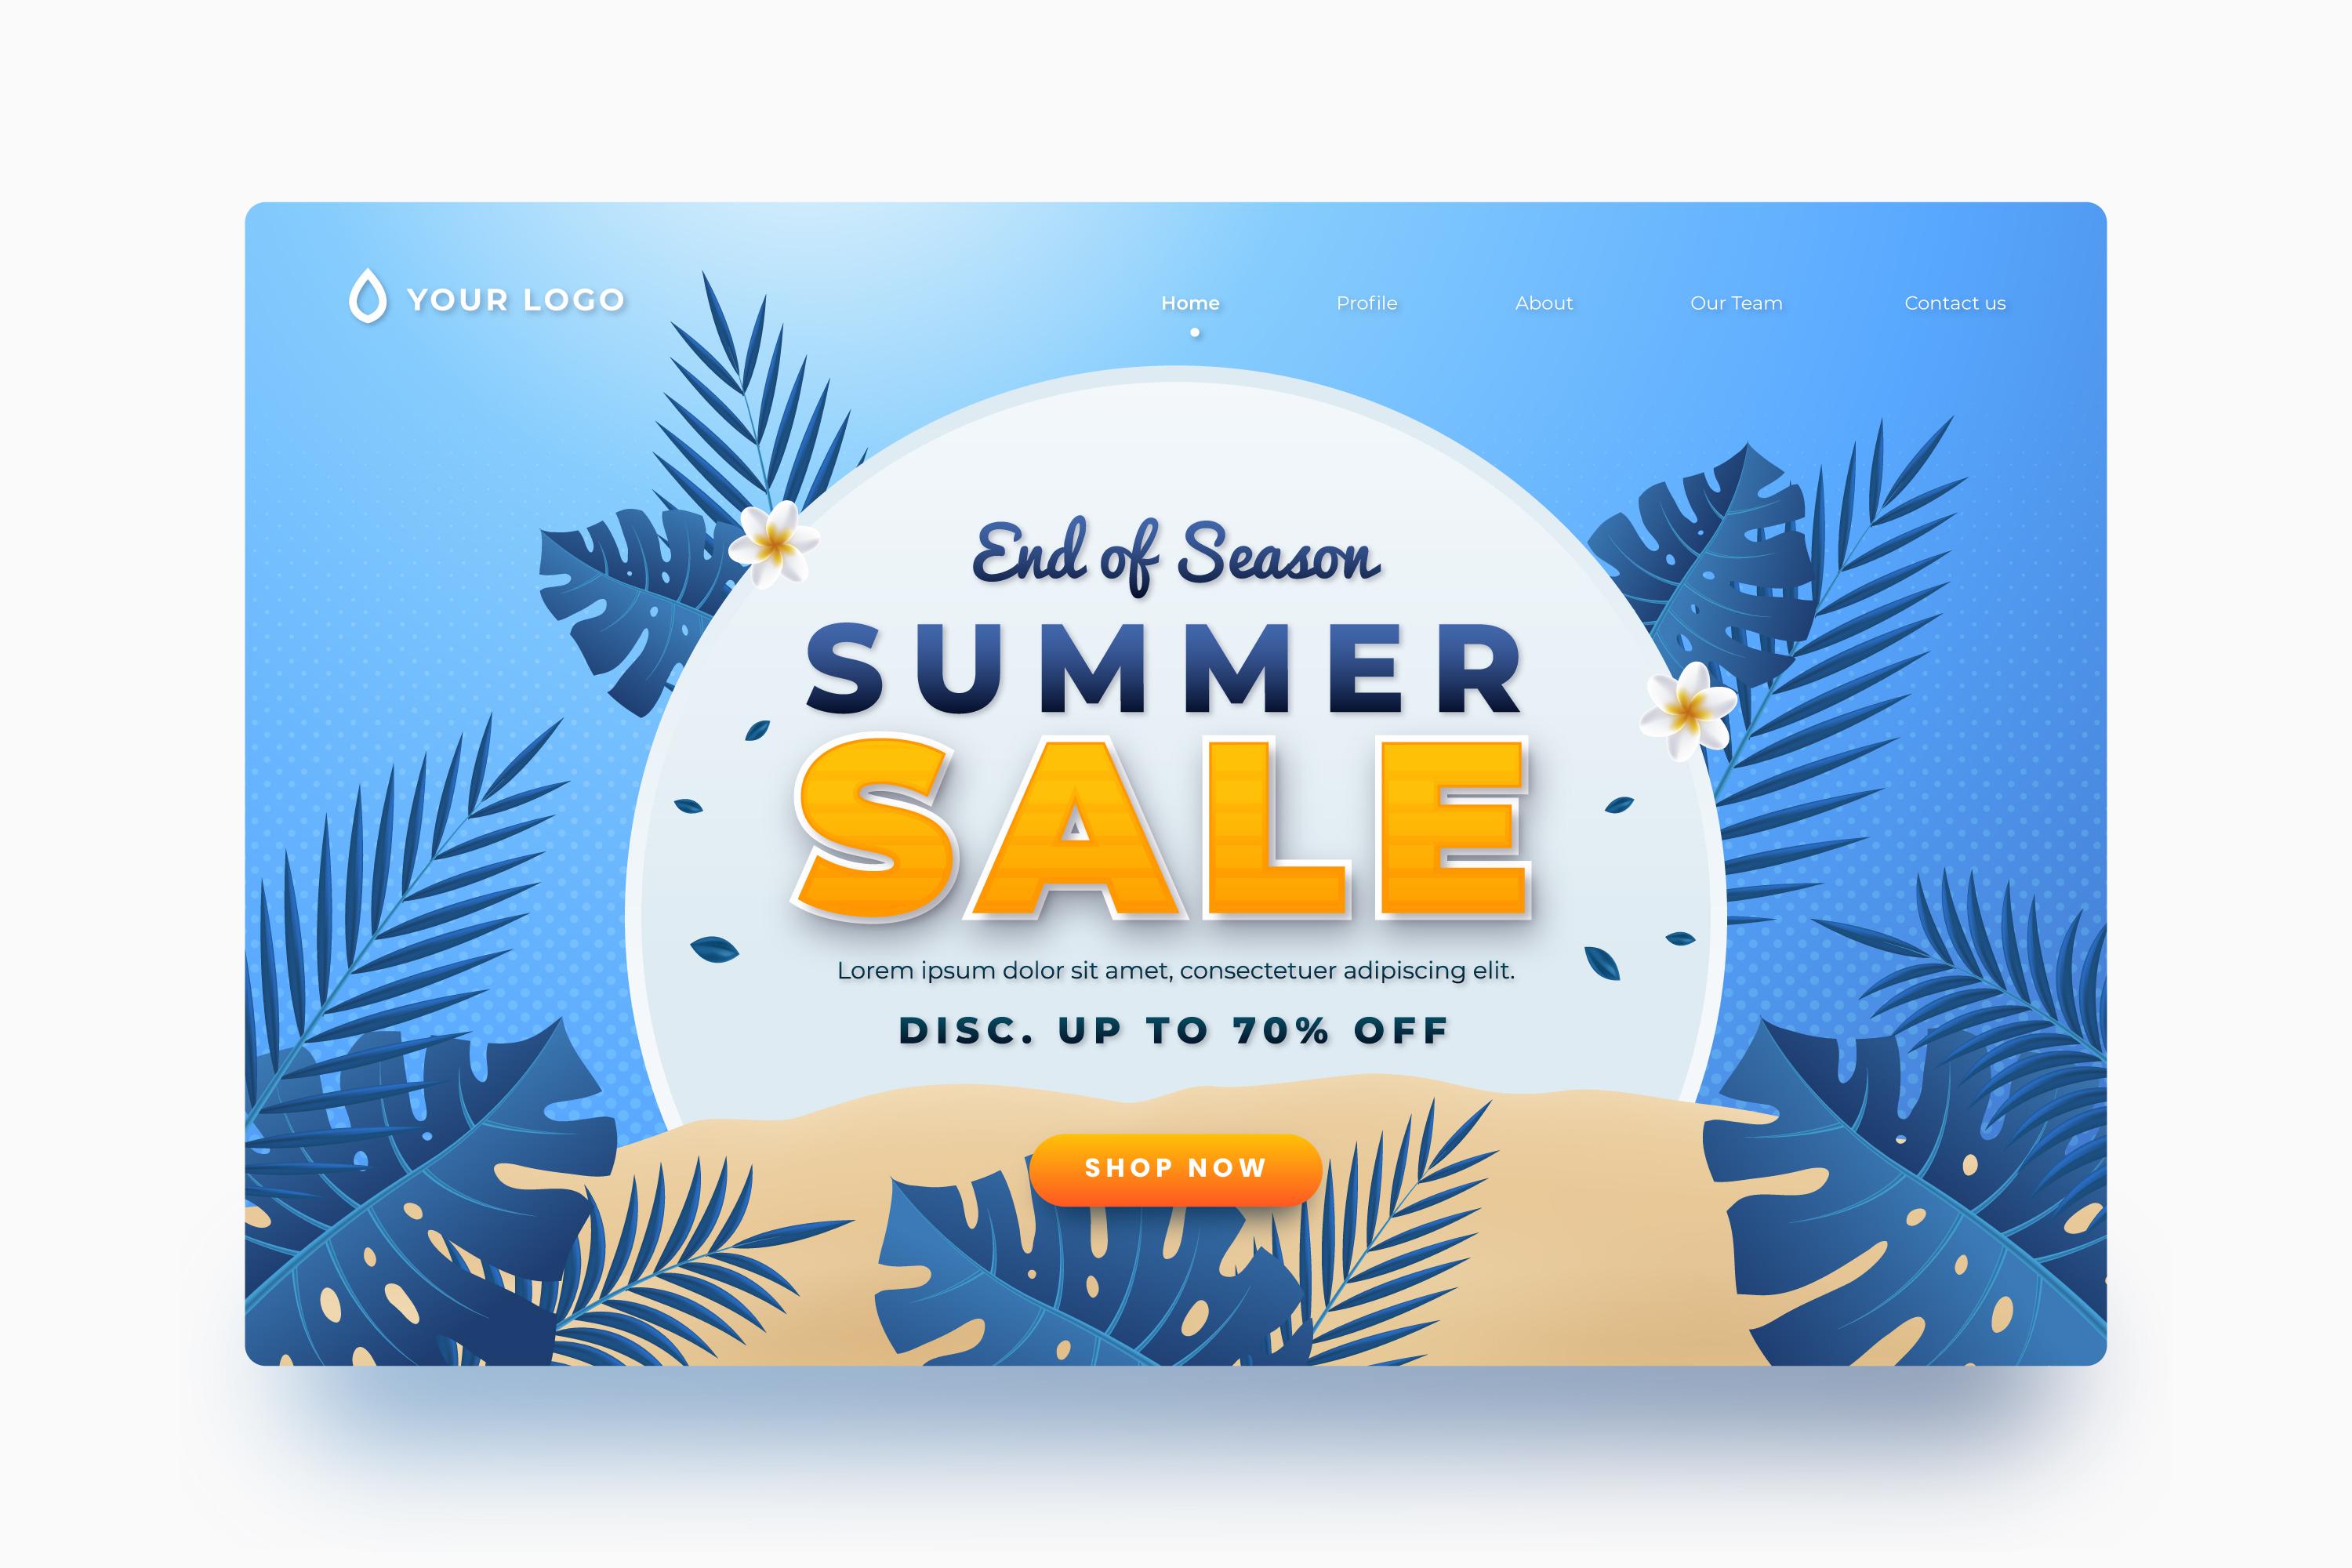 YOUR LOGO
Home Profile About Our Team Contact us
End of Season
SUMMER
SALE
Lorem ipsum dolor sit amet, consectetuer adipiscing elit.
DISC. UP TO 70% OFF
SHOP NOW